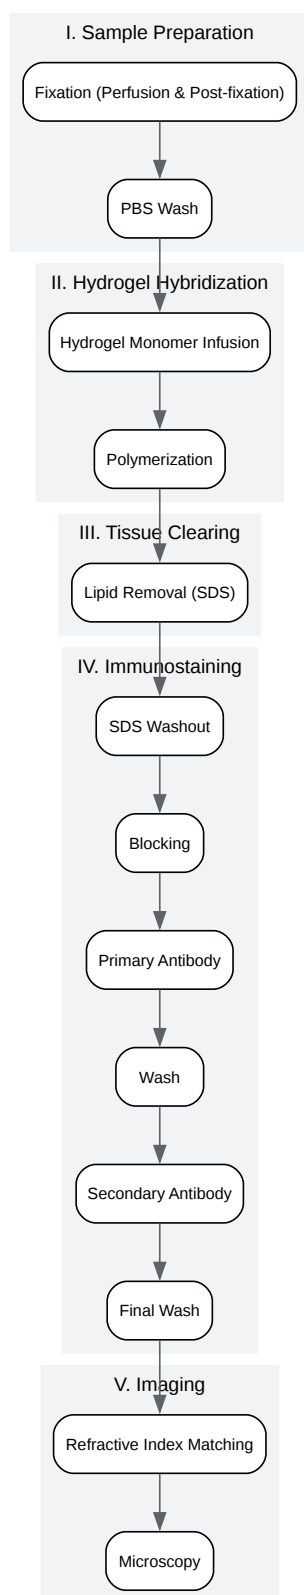 I. Sample Preparation
Fixation (Perfusion & Post-fixation)
PBS Wash
II. Hydrogel Hybridization
Hydrogel Monomer Infusion
Polymerization
III. Tissue Clearing
Lipid Removal (SDS)
IV. Immunostaining
SDS Washout
Blocking
Primary Antibody
Wash
Secondary Antibody
Final Wash
V. Imaging
Refractive Index Matching
Microscopy